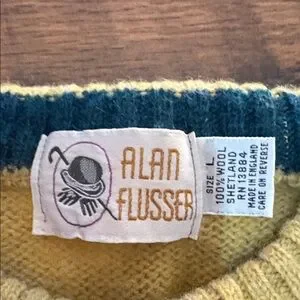 ALAN
FLUSSER
SIZE L
100% WOOL
SHETLAND
RN 13884
MADE IN ENGLAND
CARE ON REVERSE